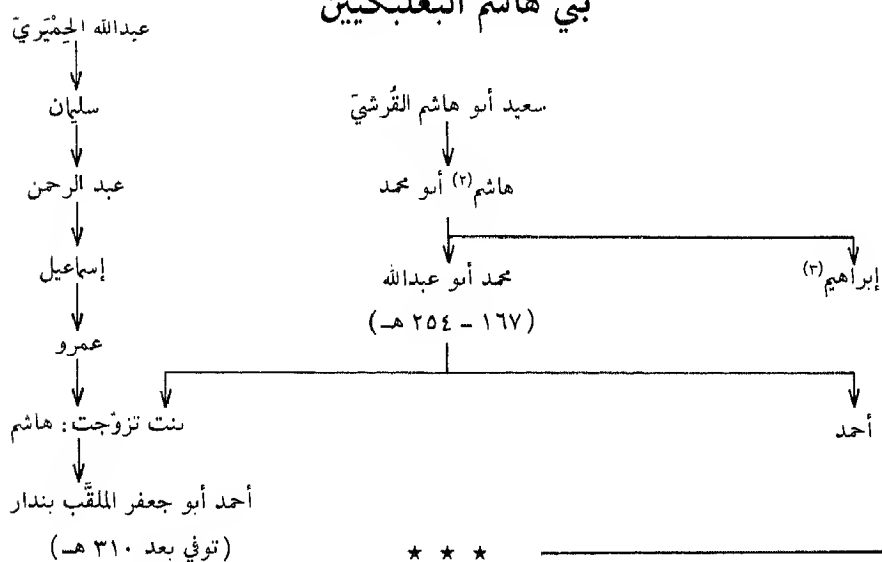 بني هاشم البعلبكيين
عبدالله الحِمْيَريّ
سعيد أبو هاشم القُرشيّ
سليمان
هاشم(٢) أبو محمد
عبد الرحمن
إبراهيم(٣)
محمد أبو عبدالله
إسماعيل
(١٦٧ - ٢٥٤ هـ)
عمرو
أحمد
بنت تزوّجت: هاشم
أحمد أبو جعفر الملقَّب بندار
(توفي بعد ٣١٠ هـ)
★ ★ ★